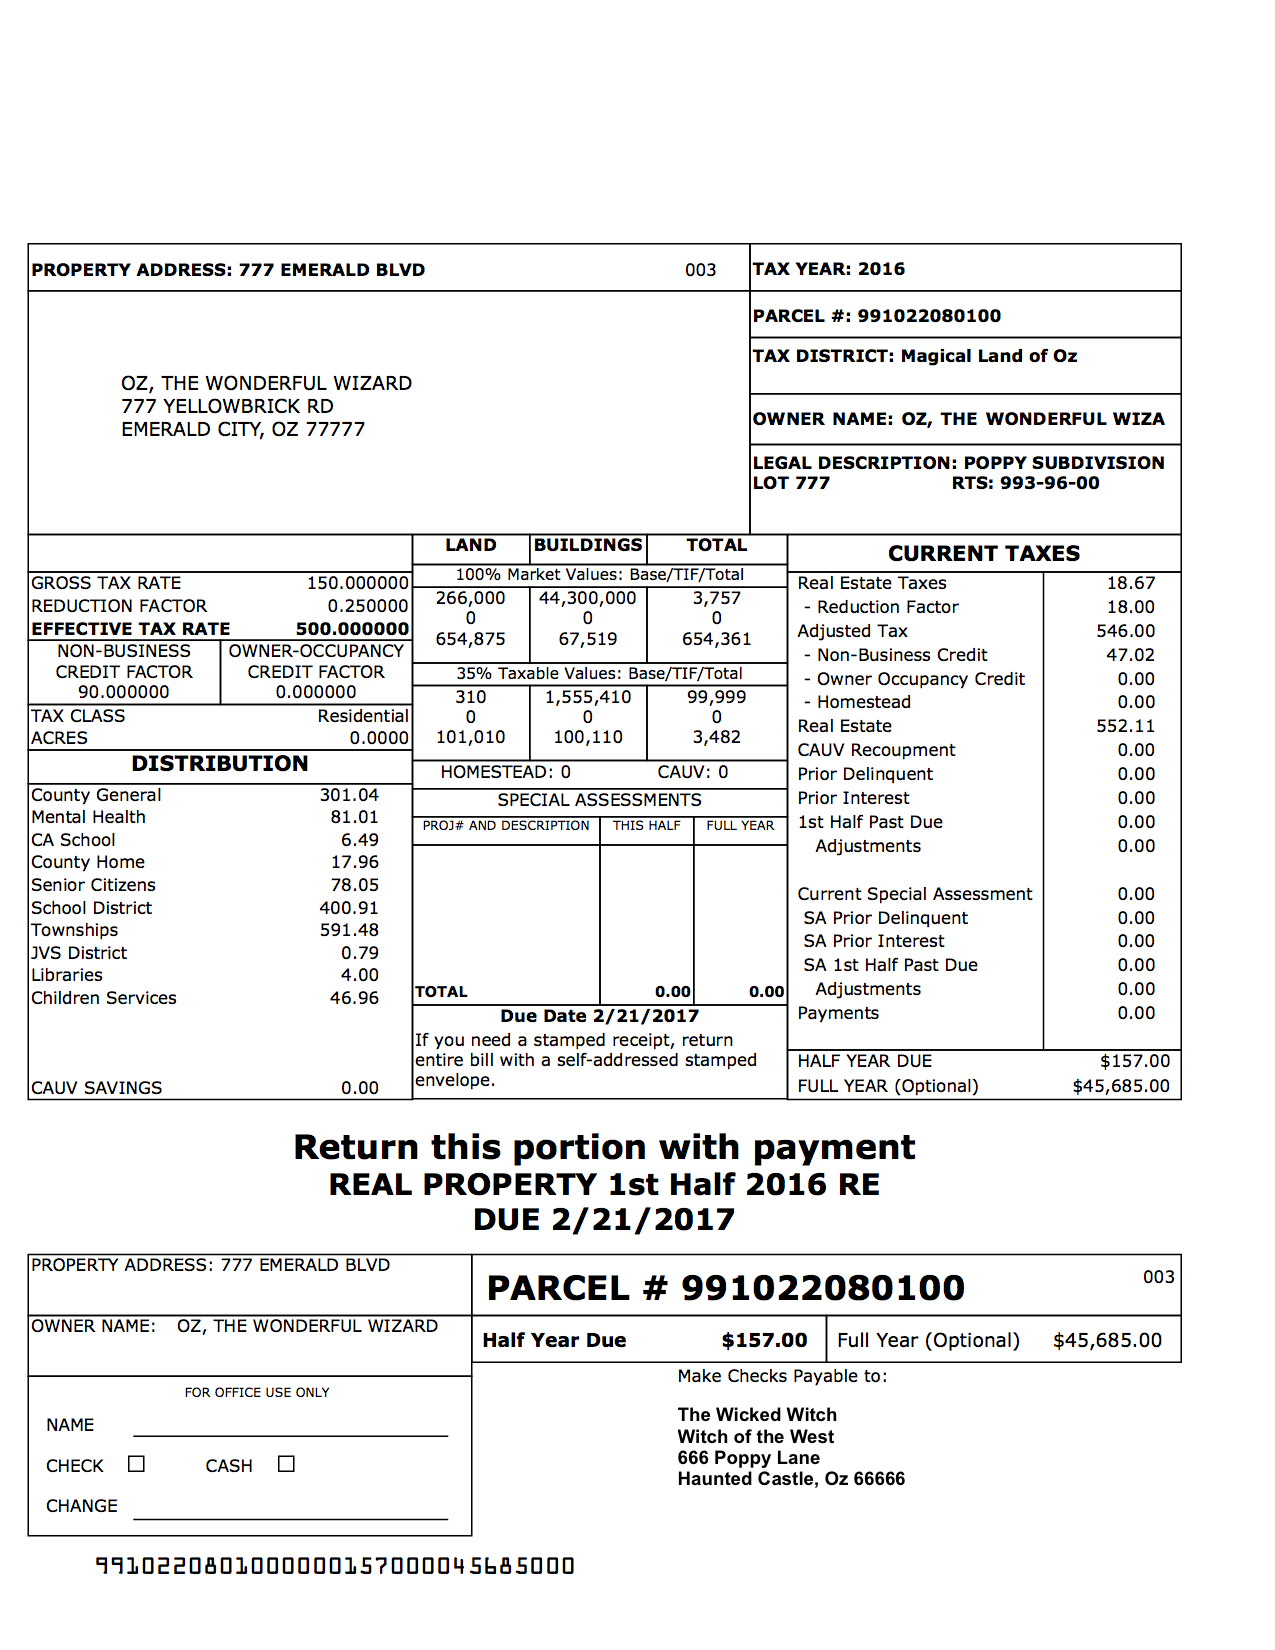 PROPERTY ADDRESS: 777 EMERALD BLVD 003
TAX YEAR: 2016
PARCEL #: 991022080100
TAX DISTRICT: Magical Land of Oz
OZ, THE WONDERFUL WIZARD
777 YELLOWBRICK RD
EMERALD CITY, OZ 77777
OWNER NAME: OZ, THE WONDERFUL WIZA
LEGAL DESCRIPTION: POPPY SUBDIVISION
LOT 777 RTS: 993-96-00
GROSS TAX RATE 150.000000
REDUCTION FACTOR 0.250000
EFFECTIVE TAX RATE 500.000000
NON-BUSINESS CREDIT FACTOR 90.000000
OWNER-OCCUPANCY CREDIT FACTOR 0.000000
TAX CLASS Residential
ACRES 0.0000
DISTRIBUTION
County General 301.04
Mental Health 81.01
CA School 6.49
County Home 17.96
Senior Citizens 78.05
School District 400.91
Townships 591.48
JVS District 0.79
Libraries 4.00
Children Services 46.96
CAUV SAVINGS 0.00
LAND BUILDINGS TOTAL
100% Market Values: Base/TIF/Total
266,000 44,300,000 3,757
0 0 0
654,875 67,519 654,361
35% Taxable Values: Base/TIF/Total
310 1,555,410 99,999
0 0 0
101,010 100,110 3,482
HOMESTEAD: 0 CAUV: 0
SPECIAL ASSESSMENTS
PROJ# AND DESCRIPTION THIS HALF FULL YEAR
TOTAL 0.00 0.00
Due Date 2/21/2017
If you need a stamped receipt, return
entire bill with a self-addressed stamped
envelope.
CURRENT TAXES
Real Estate Taxes 18.67
- Reduction Factor 18.00
Adjusted Tax 546.00
- Non-Business Credit 47.02
- Owner Occupancy Credit 0.00
- Homestead 0.00
Real Estate 552.11
CAUV Recoupment 0.00
Prior Delinquent 0.00
Prior Interest 0.00
1st Half Past Due 0.00
Adjustments 0.00
Current Special Assessment 0.00
SA Prior Delinquent 0.00
SA Prior Interest 0.00
SA 1st Half Past Due 0.00
Adjustments 0.00
Payments 0.00
HALF YEAR DUE $157.00
FULL YEAR (Optional) $45,685.00
Return this portion with payment
REAL PROPERTY 1st Half 2016 RE
DUE 2/21/2017
PROPERTY ADDRESS: 777 EMERALD BLVD
PARCEL # 991022080100 003
OWNER NAME: OZ, THE WONDERFUL WIZARD
Half Year Due $157.00 Full Year (Optional) $45,685.00
FOR OFFICE USE ONLY
NAME
CHECK CASH
CHANGE
Make Checks Payable to:
The Wicked Witch
Witch of the West
666 Poppy Lane
Haunted Castle, Oz 66666
9910220801000000157000045685000